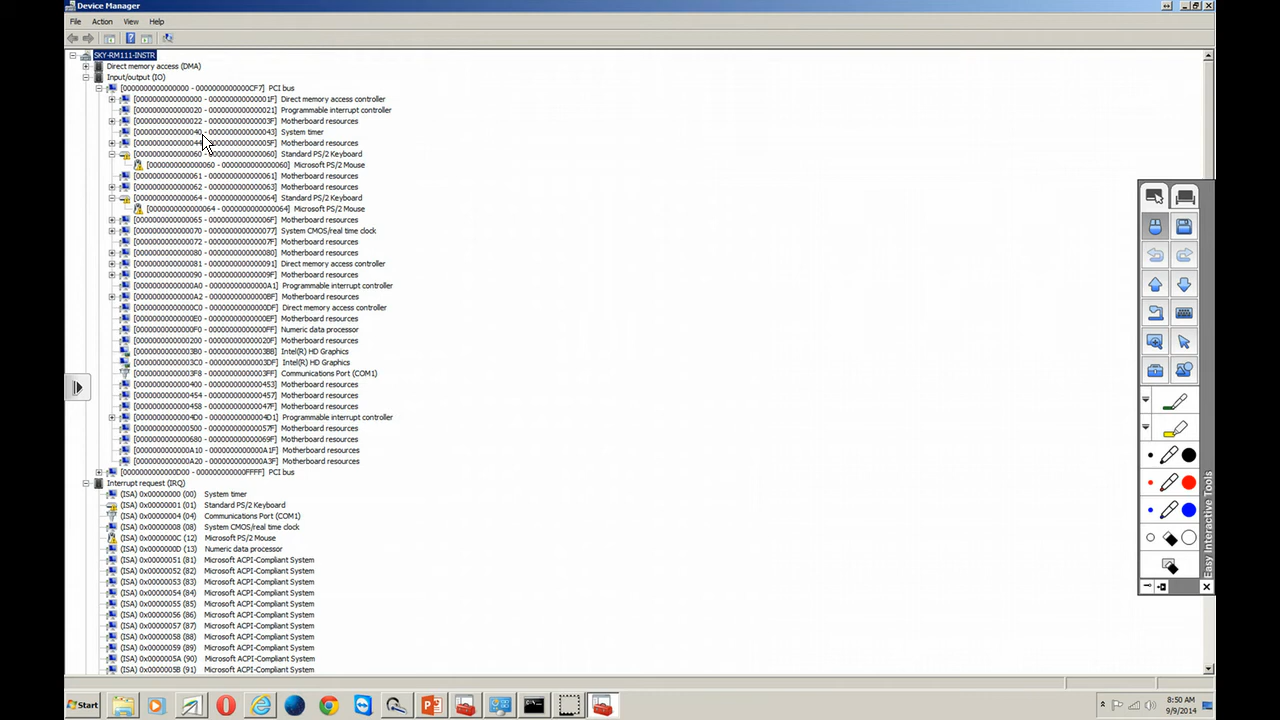 Device Manager
File Action View Help
SKY-RM111-INSTR
Direct memory access (DMA)
Input/output (IO)
[0000000000000000 - 0000000000000CF7] PCI bus
[0000000000000000 - 000000000000001F] Direct memory access controller
[0000000000000020 - 0000000000000021] Programmable interrupt controller
[0000000000000022 - 000000000000003F] Motherboard resources
[0000000000000040 - 0000000000000043] System timer
[0000000000000044 - 000000000000005F] Motherboard resources
[0000000000000060 - 0000000000000060] Standard PS/2 Keyboard
[0000000000000060 - 0000000000000060] Microsoft PS/2 Mouse
[0000000000000061 - 0000000000000061] Motherboard resources
[0000000000000062 - 0000000000000063] Motherboard resources
[0000000000000064 - 0000000000000064] Standard PS/2 Keyboard
[0000000000000064 - 0000000000000064] Microsoft PS/2 Mouse
[0000000000000065 - 000000000000006F] Motherboard resources
[0000000000000070 - 0000000000000077] System CMOS/real time clock
[0000000000000072 - 000000000000007F] Motherboard resources
[0000000000000080 - 0000000000000080] Motherboard resources
[0000000000000081 - 0000000000000091] Direct memory access controller
[0000000000000090 - 000000000000009F] Motherboard resources
[00000000000000A0 - 00000000000000A1] Programmable interrupt controller
[00000000000000A2 - 00000000000000BF] Motherboard resources
[00000000000000C0 - 00000000000000DF] Direct memory access controller
[00000000000000E0 - 00000000000000EF] Motherboard resources
[00000000000000F0 - 00000000000000FF] Numeric data processor
[0000000000000200 - 000000000000020F] Motherboard resources
[00000000000003B0 - 00000000000003BB] Intel(R) HD Graphics
[00000000000003C0 - 00000000000003DF] Intel(R) HD Graphics
[00000000000003F8 - 00000000000003FF] Communications Port (COM1)
[0000000000000400 - 0000000000000453] Motherboard resources
[0000000000000454 - 0000000000000457] Motherboard resources
[0000000000000458 - 000000000000047F] Motherboard resources
[00000000000004D0 - 00000000000004D1] Programmable interrupt controller
[0000000000000500 - 000000000000057F] Motherboard resources
[0000000000000680 - 000000000000069F] Motherboard resources
[0000000000000A10 - 0000000000000A1F] Motherboard resources
[0000000000000A20 - 0000000000000A3F] Motherboard resources
[0000000000000D00 - 000000000000FFFF] PCI bus
Interrupt request (IRQ)
(ISA) 0x00000000 (00) System timer
(ISA) 0x00000001 (01) Standard PS/2 Keyboard
(ISA) 0x00000004 (04) Communications Port (COM1)
(ISA) 0x00000008 (08) System CMOS/real time clock
(ISA) 0x0000000C (12) Microsoft PS/2 Mouse
(ISA) 0x0000000D (13) Numeric data processor
(ISA) 0x00000051 (81) Microsoft ACPI-Compliant System
(ISA) 0x00000052 (82) Microsoft ACPI-Compliant System
(ISA) 0x00000053 (83) Microsoft ACPI-Compliant System
(ISA) 0x00000054 (84) Microsoft ACPI-Compliant System
(ISA) 0x00000055 (85) Microsoft ACPI-Compliant System
(ISA) 0x00000056 (86) Microsoft ACPI-Compliant System
(ISA) 0x00000057 (87) Microsoft ACPI-Compliant System
(ISA) 0x00000058 (88) Microsoft ACPI-Compliant System
(ISA) 0x00000059 (89) Microsoft ACPI-Compliant System
(ISA) 0x0000005A (90) Microsoft ACPI-Compliant System
(ISA) 0x0000005B (91) Microsoft ACPI-Compliant System
Easy Interactive Tools
Start
8:50 AM
9/9/2014